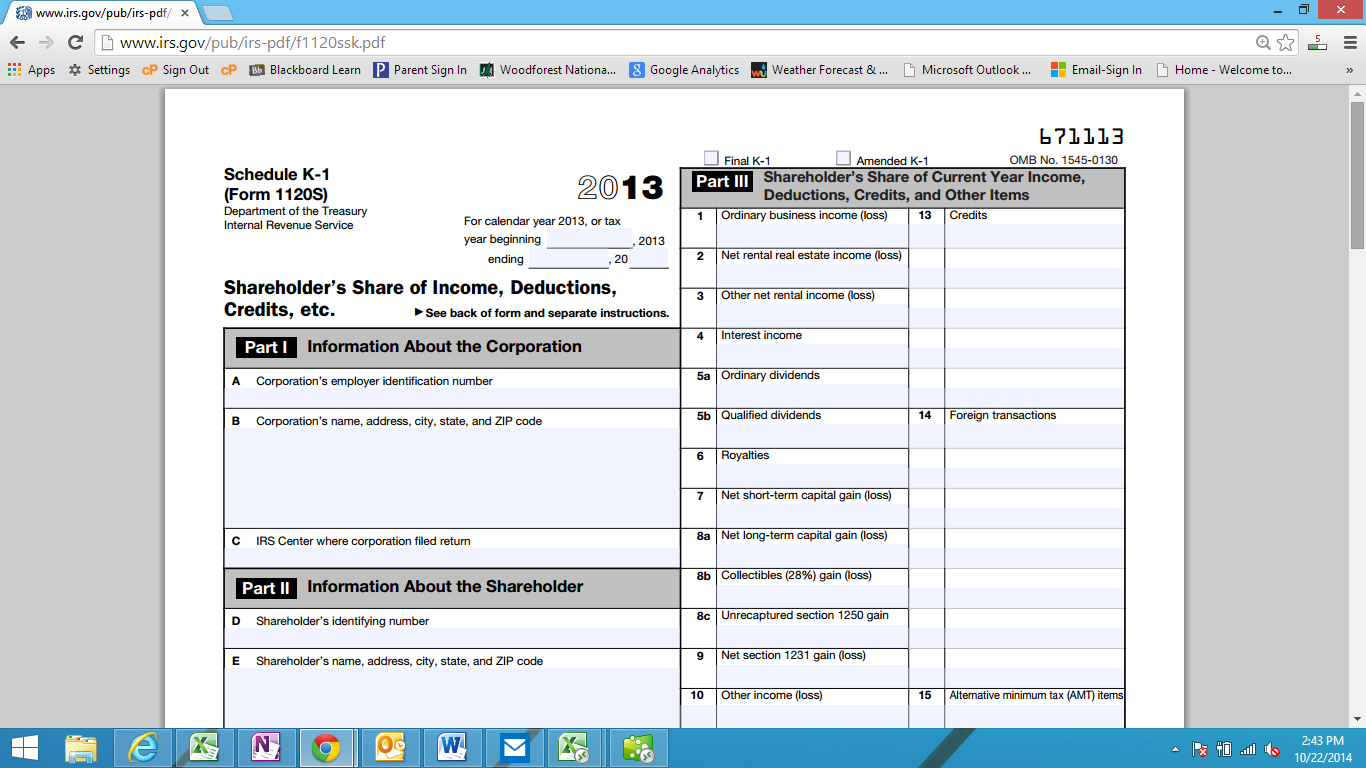 www.irs.gov/pub/irs-pdf/
www.irs.gov/pub/irs-pdf/f1120ssk.pdf
5
Apps Settings cP Sign Out cP Bb Blackboard Learn P Parent Sign In Woodforest Nationa... 8 Google Analytics wu Weather Forecast & ... Microsoft Outlook ... Email-Sign In Home - Welcome to... »
671113
Final K-1 Amended K-1 OMB No. 1545-0130
Schedule K-1
(Form 1120S)
Department of the Treasury
Internal Revenue Service
2013
For calendar year 2013, or tax
year beginning , 2013
ending , 20
Shareholder's Share of Income, Deductions,
Credits, etc. ▶ See back of form and separate instructions.
Part I Information About the Corporation
A Corporation's employer identification number
B Corporation's name, address, city, state, and ZIP code
C IRS Center where corporation filed return
Part II Information About the Shareholder
D Shareholder's identifying number
E Shareholder's name, address, city, state, and ZIP code
Part III Shareholder's Share of Current Year Income,
Deductions, Credits, and Other Items
1 Ordinary business income (loss) 13 Credits
2 Net rental real estate income (loss)
3 Other net rental income (loss)
4 Interest income
5a Ordinary dividends
5b Qualified dividends 14 Foreign transactions
6 Royalties
7 Net short-term capital gain (loss)
8a Net long-term capital gain (loss)
8b Collectibles (28%) gain (loss)
8c Unrecaptured section 1250 gain
9 Net section 1231 gain (loss)
10 Other income (loss) 15 Alternative minimum tax (AMT) items
2:43 PM
10/22/2014